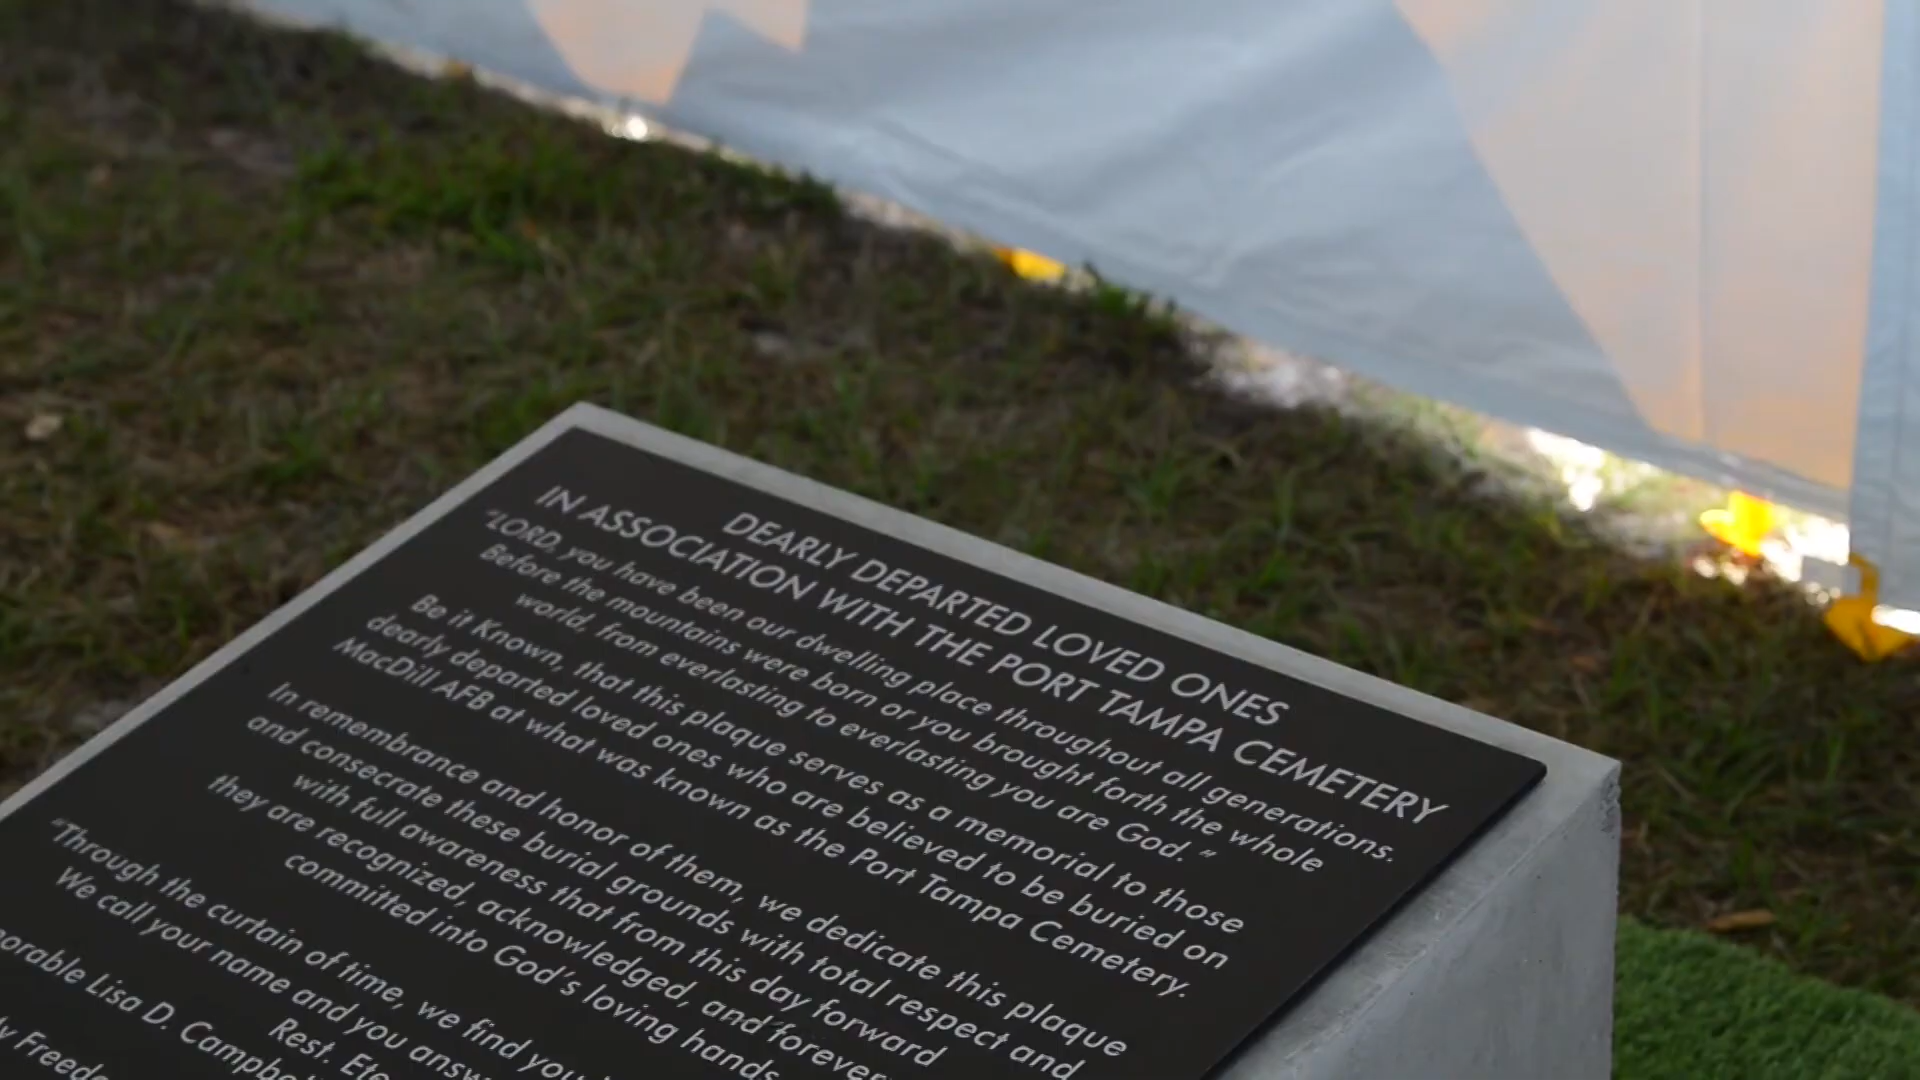 DEARLY DEPARTED LOVED ONES
IN ASSOCIATION WITH THE PORT TAMPA CEMETERY
"LORD, you have been our dwelling place throughout all generations.
Before the mountains were born or you brought forth the whole
world, from everlasting to everlasting you are God."
Be it Known, that this plaque serves as a memorial to those
dearly departed loved ones who are believed to be buried on
MacDill AFB at what was known as the Port Tampa Cemetery.
In remembrance and honor of them, we dedicate this plaque
and consecrate these burial grounds with total respect and
with full awareness that from this day forward
they are recognized, acknowledged, and forever
committed into God's loving hands
"Through the curtain of time, we find you
We call your name and you
Rest.
Lisa D.